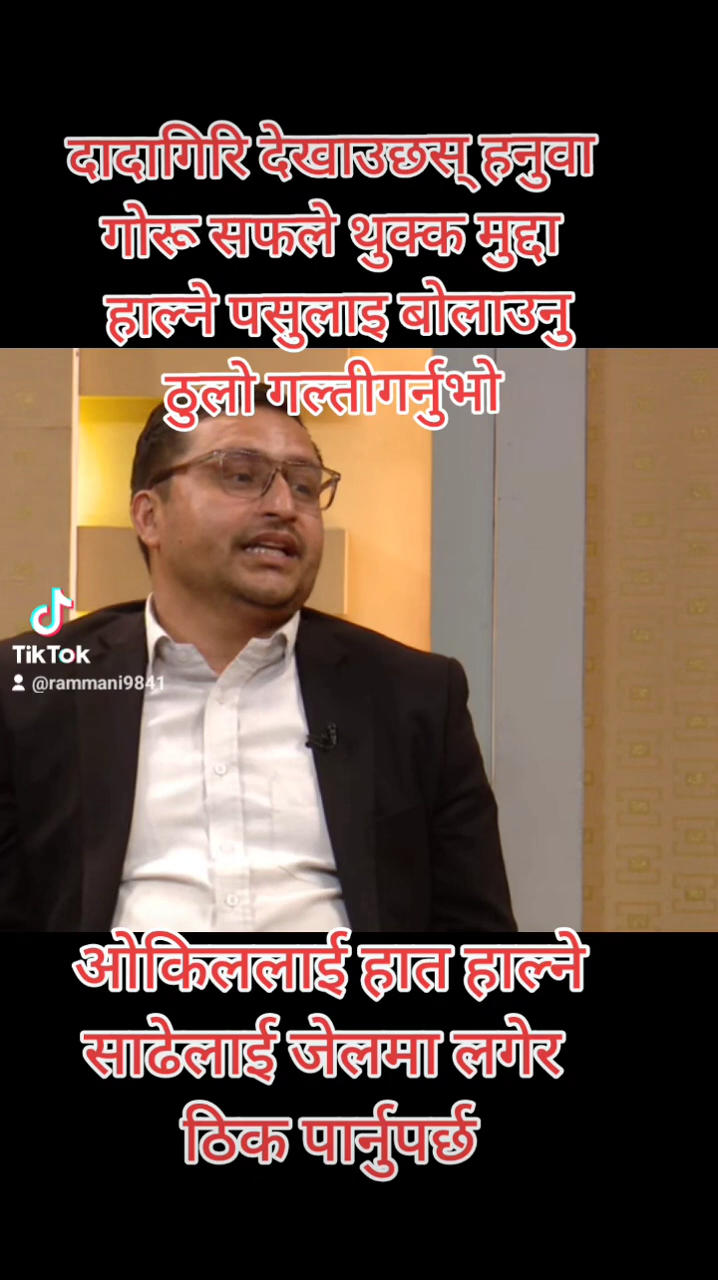 दादागिरि देखाउछस् हनुवा
गोरू सफले थुक्क मुद्दा
हाल्ने पसुलाइ बोलाउनु
ठुलो गल्तीगर्नुभो
TikTok
@rammani9841
ओकिललाई हात हाल्ने
साढेलाई जेलमा लगेर
ठिक पार्नुपर्छ